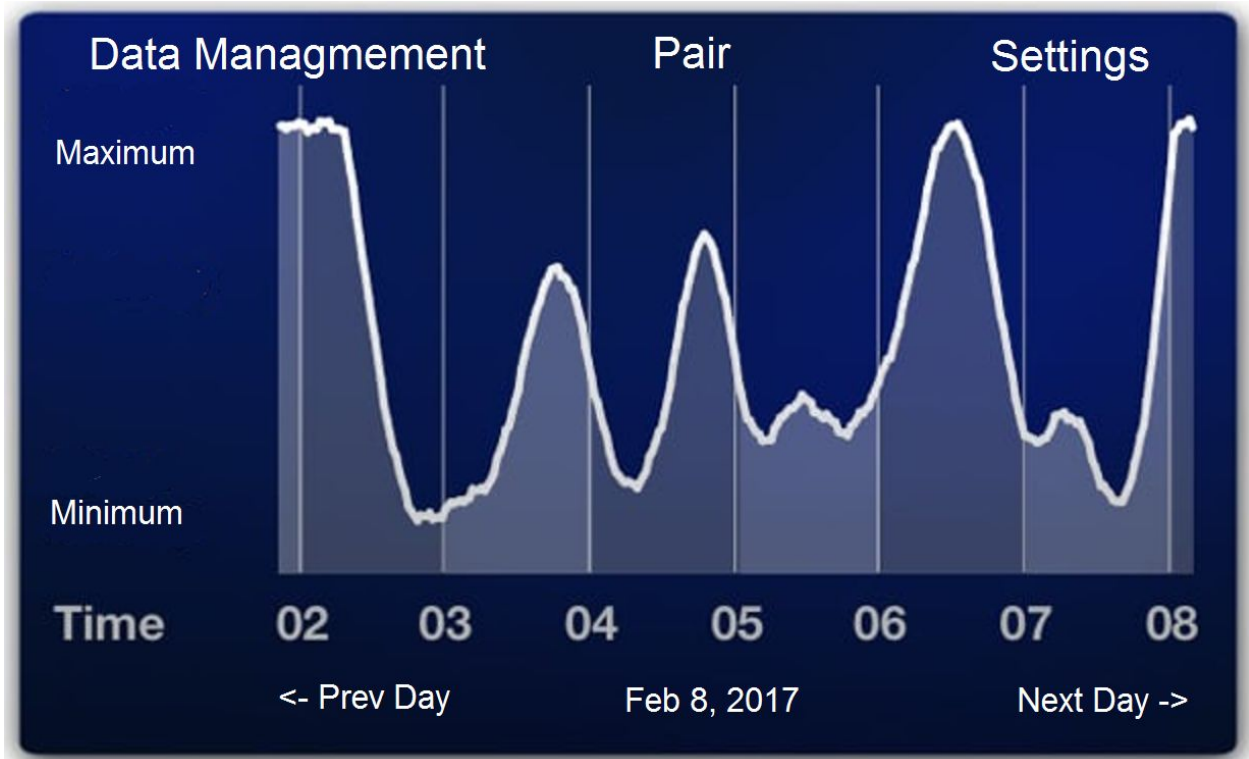 Data Managmement Pair Settings
Maximum
Minimum
Time 02 03 04 05 06 07 08
<- Prev Day Feb 8, 2017 Next Day ->